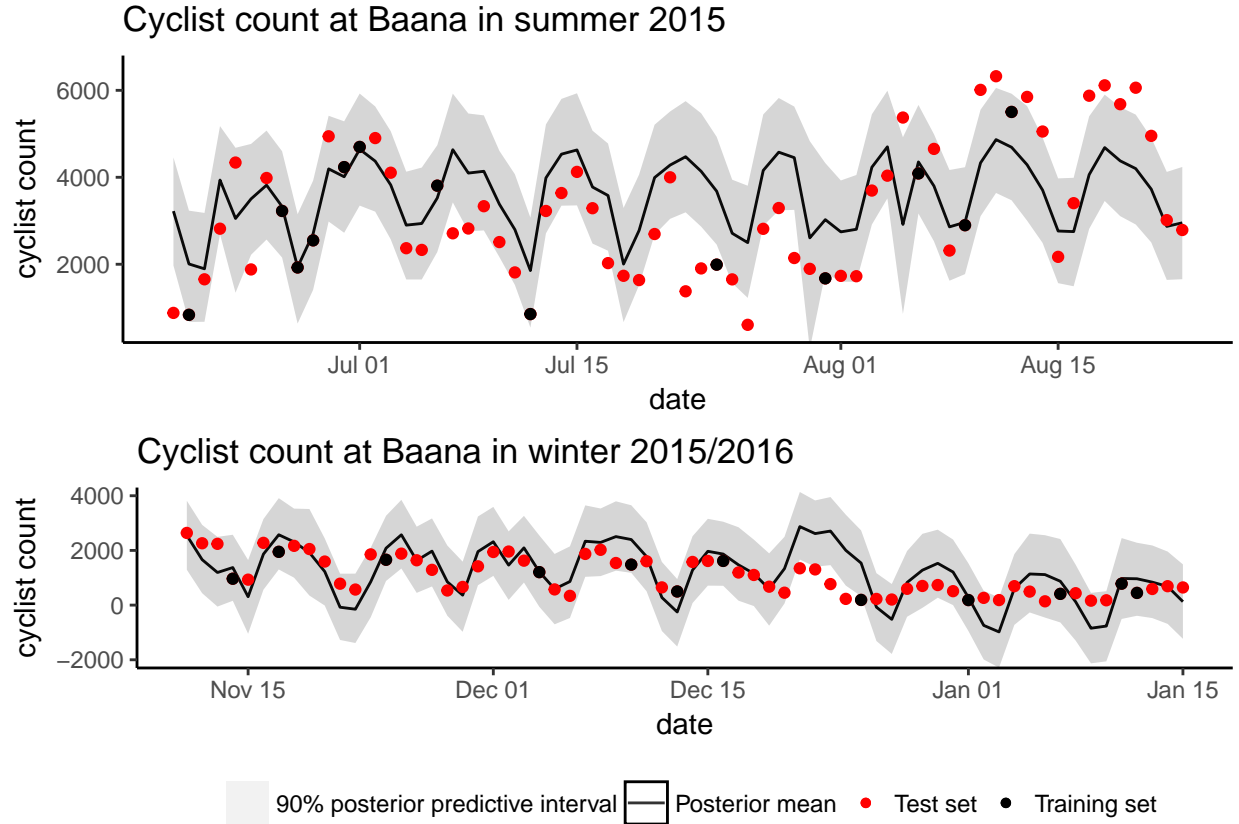 Cyclist count at Baana in summer 2015
6000
4000
2000
cyclist count
Jul 01 Jul 15 Aug 01 Aug 15
date
Cyclist count at Baana in winter 2015/2016
4000
2000
0
−2000
cyclist count
Nov 15 Dec 01 Dec 15 Jan 01 Jan 15
date
90% posterior predictive interval Posterior mean Test set Training set